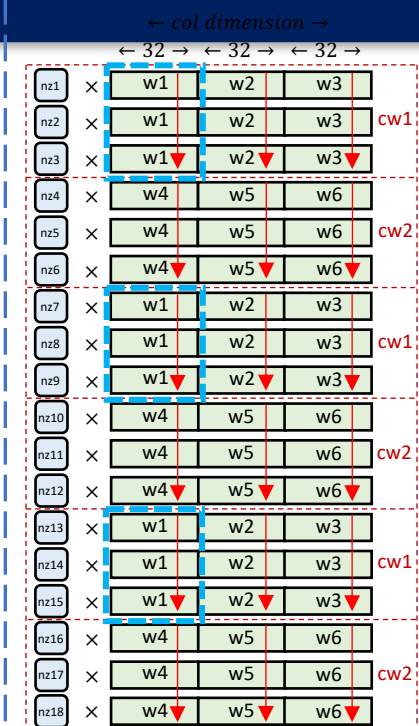 ← col dimension →
← 32 → ← 32 → ← 32 →
nz1 × w1 w2 w3
nz2 × w1 w2 w3 cw1
nz3 × w1 w2 w3
nz4 × w4 w5 w6
nz5 × w4 w5 w6 cw2
nz6 × w4 w5 w6
nz7 × w1 w2 w3
nz8 × w1 w2 w3 cw1
nz9 × w1 w2 w3
nz10 × w4 w5 w6
nz11 × w4 w5 w6 cw2
nz12 × w4 w5 w6
nz13 × w1 w2 w3
nz14 × w1 w2 w3 cw1
nz15 × w1 w2 w3
nz16 × w4 w5 w6
nz17 × w4 w5 w6 cw2
nz18 × w4 w5 w6